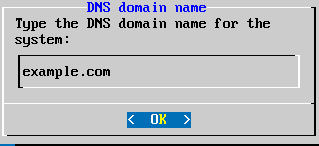 DNS domain name
Type the DNS domain name for the
system:
example.com
< OK >